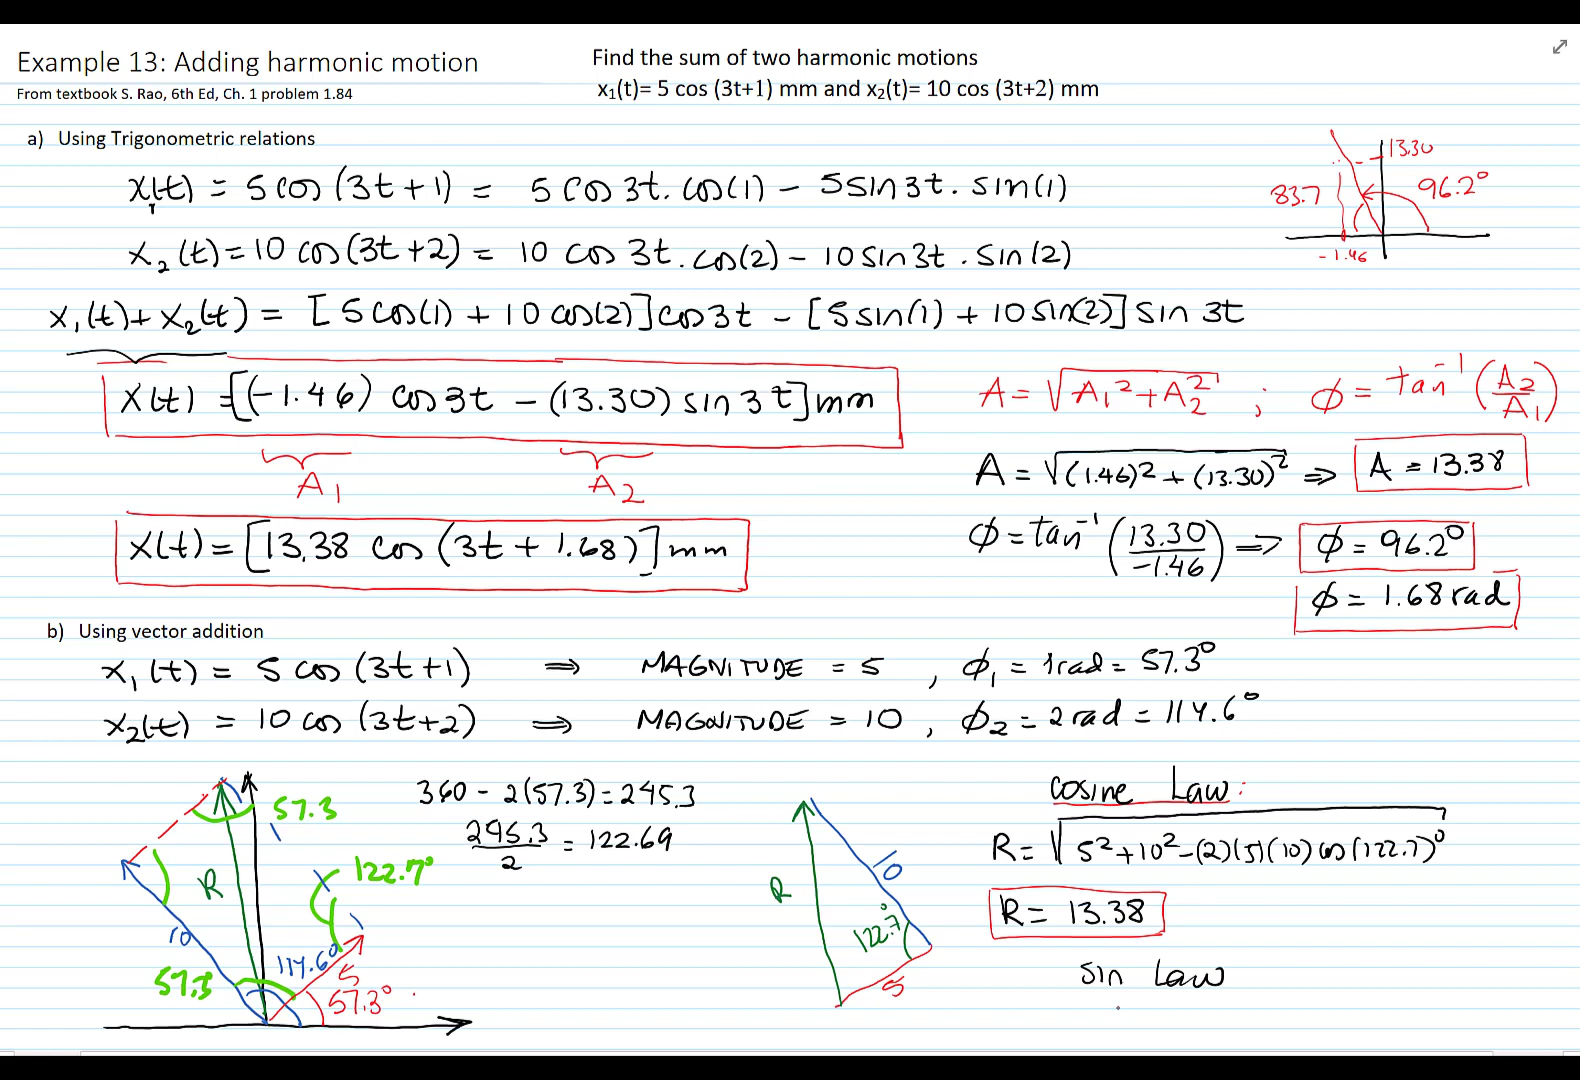 Example 13: Adding harmonic motion
From textbook S. Rao, 6th Ed, Ch. 1 problem 1.84
Find the sum of two harmonic motions
x₁(t)= 5 cos (3t+1) mm and x₂(t)= 10 cos (3t+2) mm
a) Using Trigonometric relations
x₁(t) = 5 cos (3t+1) = 5 cos 3t. cos(1) - 5 sin 3t. sin(1)
x₂(t) = 10 cos(3t+2) = 10 cos 3t. cos(2) - 10 sin 3t. sin(2)
x₁(t) + x₂(t) = [5 cos(1) + 10 cos(2)] cos 3t - [5 sin(1) + 10 sin(2)] sin 3t
13.30
83.7
96.2°
-1.46
x(t) = [(-1.46) cos 3t - (13.30) sin 3t] mm
A₁
A₂
A = √(A₁² + A₂²) ; ϕ = tan⁻¹ (A₂/A₁)
A = √((1.46)² + (13.30)²) ⇒ A = 13.38
x(t) = [13.38 cos (3t + 1.68)] mm
ϕ = tan⁻¹ (13.30/-1.46) ⇒ ϕ = 96.2°
ϕ = 1.68 rad
b) Using vector addition
x₁(t) = 5 cos (3t+1) ⇒ MAGNITUDE = 5 , ϕ₁ = 1rad = 57.3°
x₂(t) = 10 cos (3t+2) ⇒ MAGNITUDE = 10 , ϕ₂ = 2 rad = 114.6°
57.3
R
10
122.7°
57.3
114.6°
5
57.3°
360 - 2(57.3) = 245.3
245.3/2 = 122.69
R
10
122.7°
5
cosine Law:
R = √(5² + 10² - (2)(5)(10) cos (122.7)°)
R = 13.38
sin Law